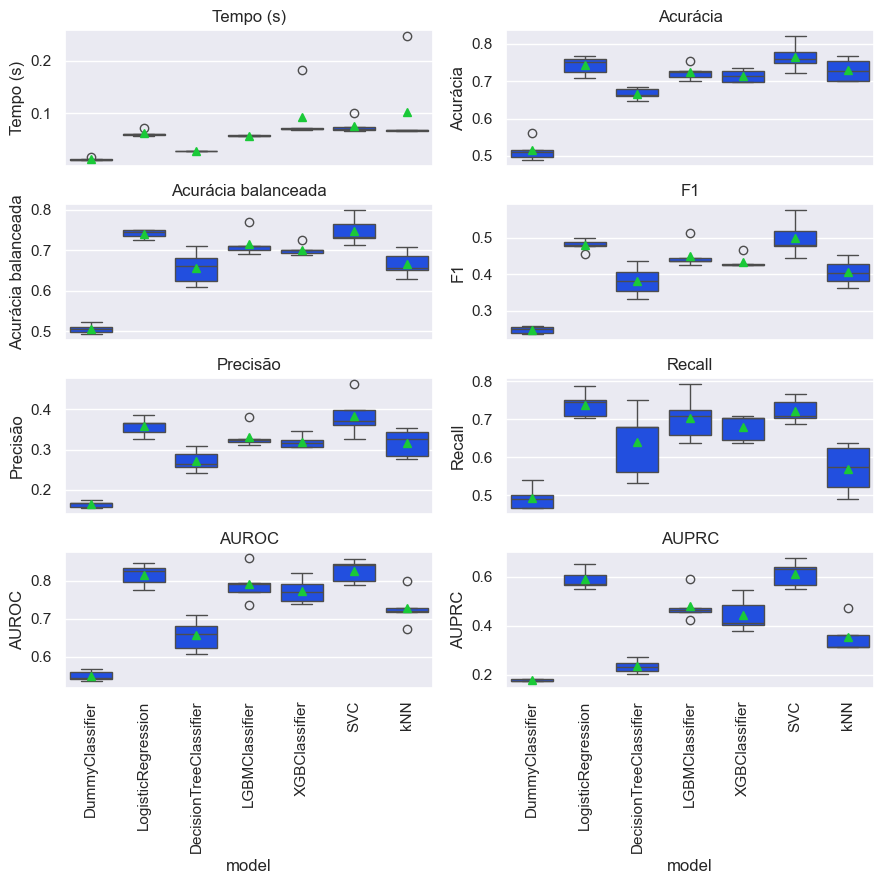 Tempo (s)
Tempo (s)
0.2
0.1
Acurácia
Acurácia
0.8
0.7
0.6
0.5
Acurácia balanceada
Acurácia balanceada
0.8
0.7
0.6
0.5
F1
F1
0.5
0.4
0.3
Precisão
Precisão
0.4
0.3
0.2
Recall
Recall
0.8
0.7
0.6
0.5
AUROC
AUROC
0.8
0.7
0.6
DummyClassifier
LogisticRegression
DecisionTreeClassifier
LGBMClassifier
XGBClassifier
SVC
kNN
model
AUPRC
AUPRC
0.6
0.4
0.2
DummyClassifier
LogisticRegression
DecisionTreeClassifier
LGBMClassifier
XGBClassifier
SVC
kNN
model